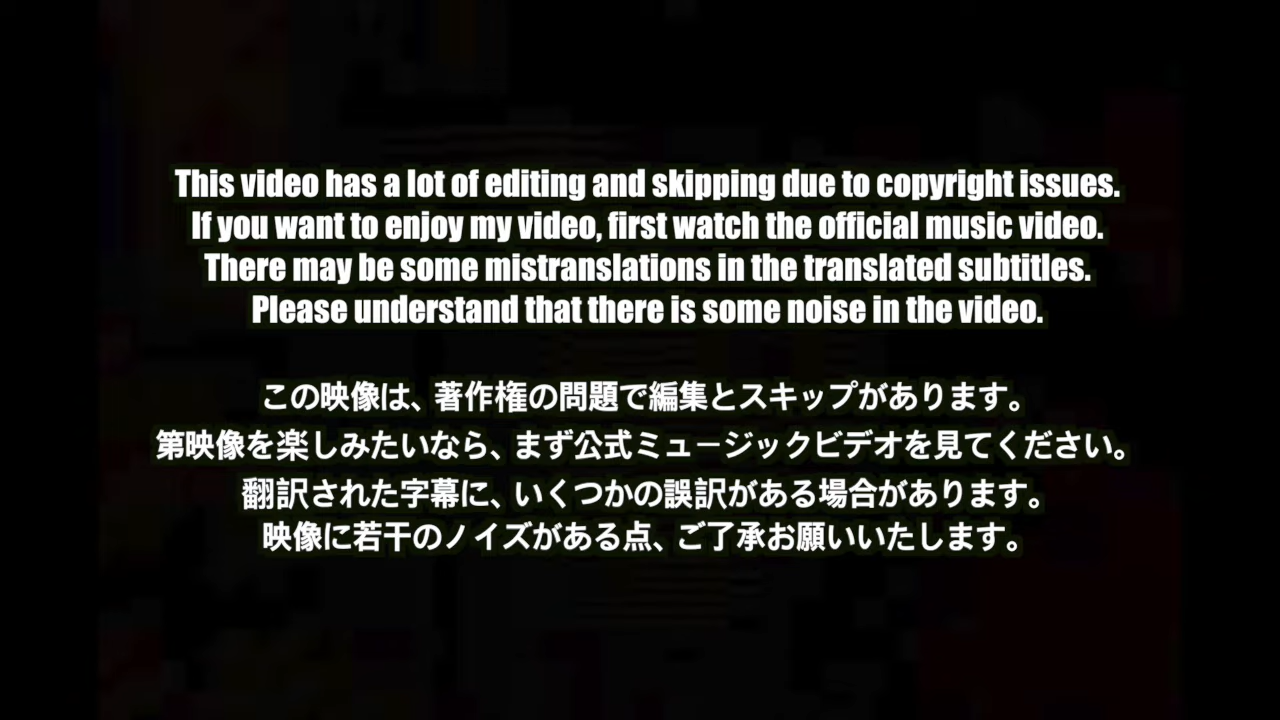 This video has a lot of editing and skipping due to copyright issues.
If you want to enjoy my video, first watch the official music video.
There may be some mistranslations in the translated subtitles.
Please understand that there is some noise in the video.
この映像は、著作権の問題で編集とスキップがあります。
第映像を楽しみたいなら、まず公式ミュージックビデオを見てください。
翻訳された字幕に、いくつかの誤訳がある場合があります。
映像に若干のノイズがある点、ご了承お願いいたします。